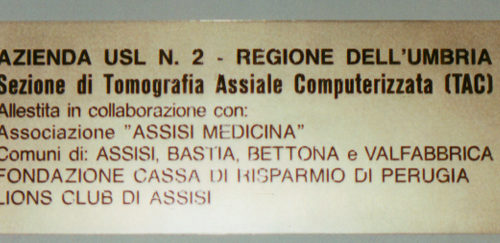 AZIENDA USL N. 2 - REGIONE DELL'UMBRIA
Sezione di Tomografia Assiale Computerizzata (TAC)
Allestita in collaborazione con:
Associazione "ASSISI MEDICINA"
Comuni di: ASSISI, BASTIA, BETTONA e VALFABBRICA
FONDAZIONE CASSA DI RISPARMIO DI PERUGIA
LIONS CLUB DI ASSISI